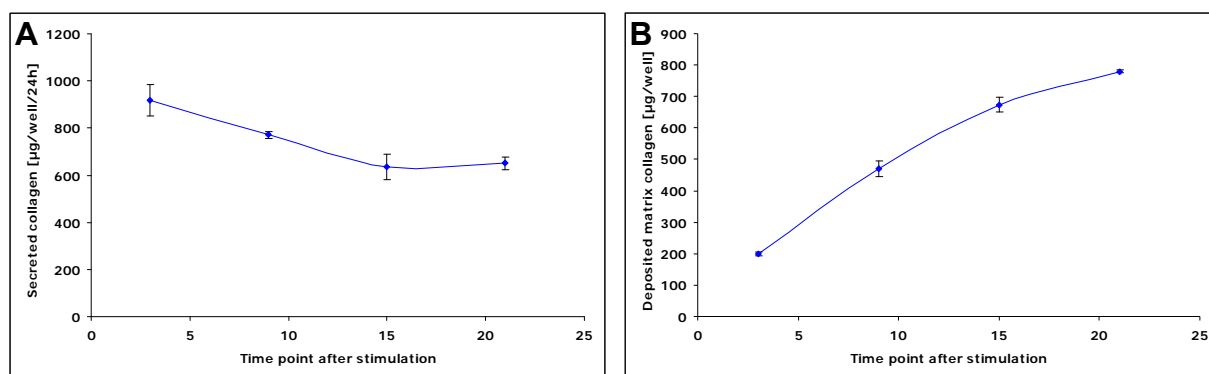 A
Secreted collagen [µg/well/24h]
1200
1000
800
600
400
200
0
0 5 10 15 20 25
Time point after stimulation
B
Deposited matrix collagen [µg/well]
900
800
700
600
500
400
300
200
100
0
0 5 10 15 20 25
Time point after stimulation